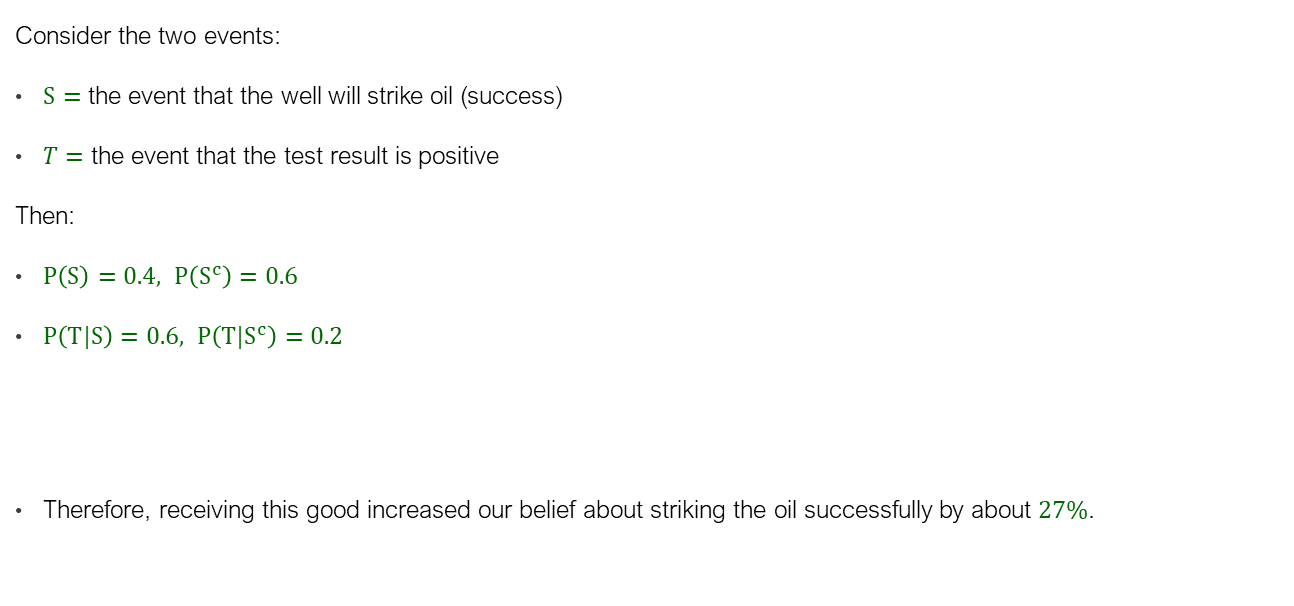 Consider the two events:
• S = the event that the well will strike oil (success)
• T = the event that the test result is positive
Then:
• P(S) = 0.4, P(Sᶜ) = 0.6
• P(T|S) = 0.6, P(T|Sᶜ) = 0.2
• Therefore, receiving this good increased our belief about striking the oil successfully by about 27%.